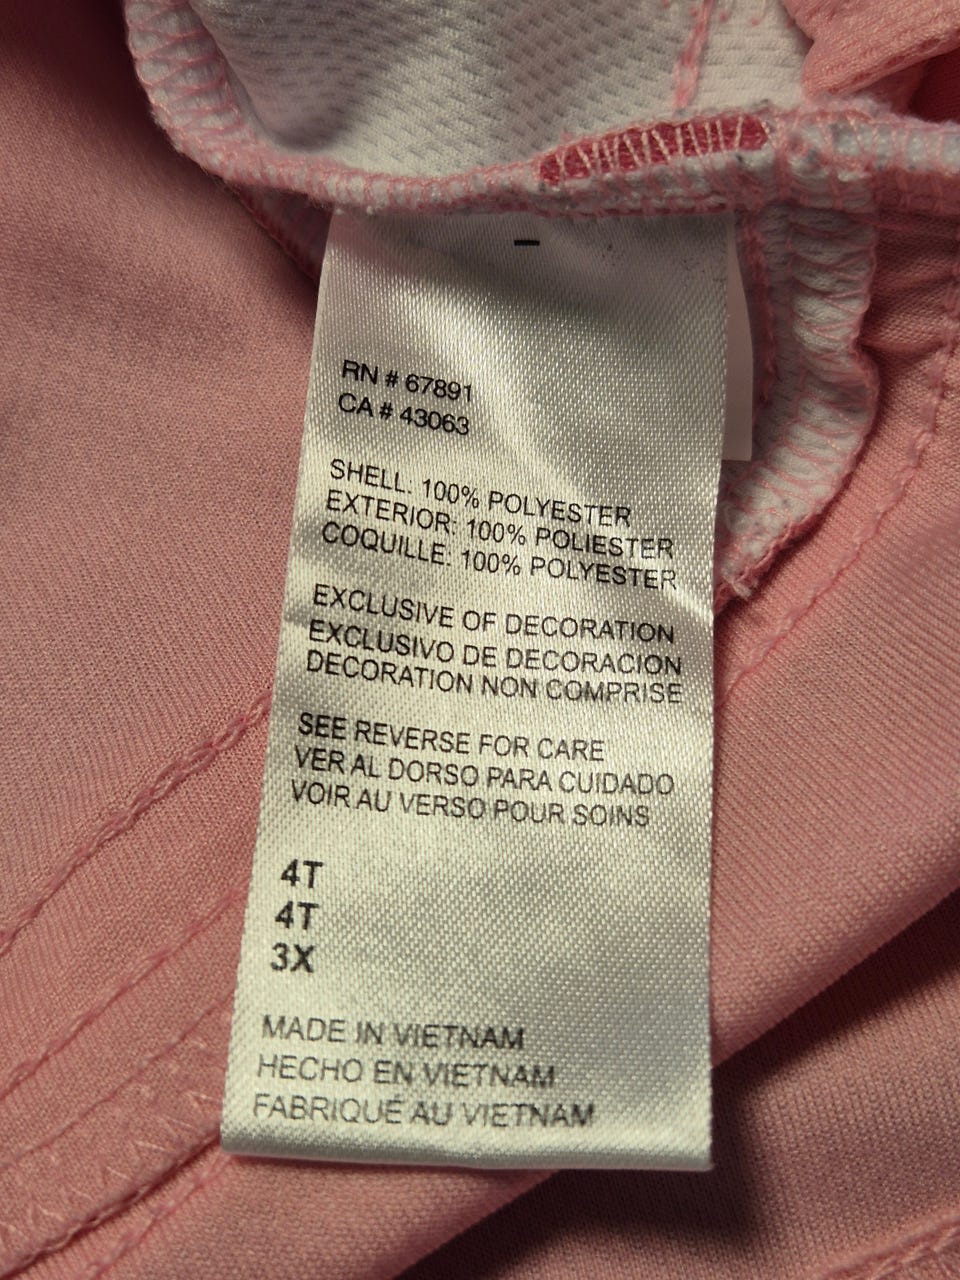 RN # 67891
CA # 43063
SHELL: 100% POLYESTER
EXTERIOR: 100% POLIESTER
COQUILLE: 100% POLYESTER
EXCLUSIVE OF DECORATION
EXCLUSIVO DE DECORACION
DECORATION NON COMPRISE
SEE REVERSE FOR CARE
VER AL DORSO PARA CUIDADO
VOIR AU VERSO POUR SOINS
4T
4T
3X
MADE IN VIETNAM
HECHO EN VIETNAM
FABRIQUÉ AU VIETNAM